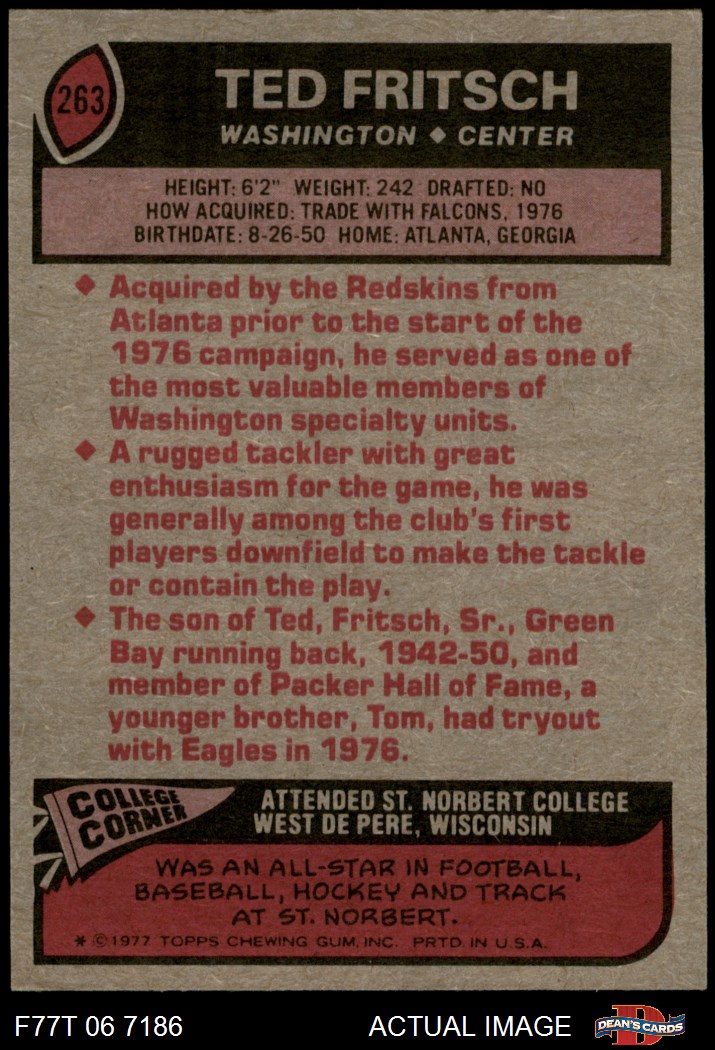 263
TED FRITSCH
WASHINGTON ◆ CENTER
HEIGHT: 6'2" WEIGHT: 242 DRAFTED: NO
HOW ACQUIRED: TRADE WITH FALCONS, 1976
BIRTHDATE: 8-26-50 HOME: ATLANTA, GEORGIA
◆ Acquired by the Redskins from
Atlanta prior to the start of the
1976 campaign, he served as one of
the most valuable members of
Washington specialty units.
◆ A rugged tackler with great
enthusiasm for the game, he was
generally among the club's first
players downfield to make the tackle
or contain the play.
◆ The son of Ted, Fritsch, Sr., Green
Bay running back, 1942-50, and
member of Packer Hall of Fame, a
younger brother, Tom, had tryout
with Eagles in 1976.
COLLEGE
CORNER
ATTENDED ST. NORBERT COLLEGE
WEST DE PERE, WISCONSIN
WAS AN ALL-STAR IN FOOTBALL,
BASEBALL, HOCKEY AND TRACK
AT ST. NORBERT.
* © 1977 TOPPS CHEWING GUM, INC. PRTD IN U.S.A.
F77T 06 7186
ACTUAL IMAGE
D
DEAN'S CARDS